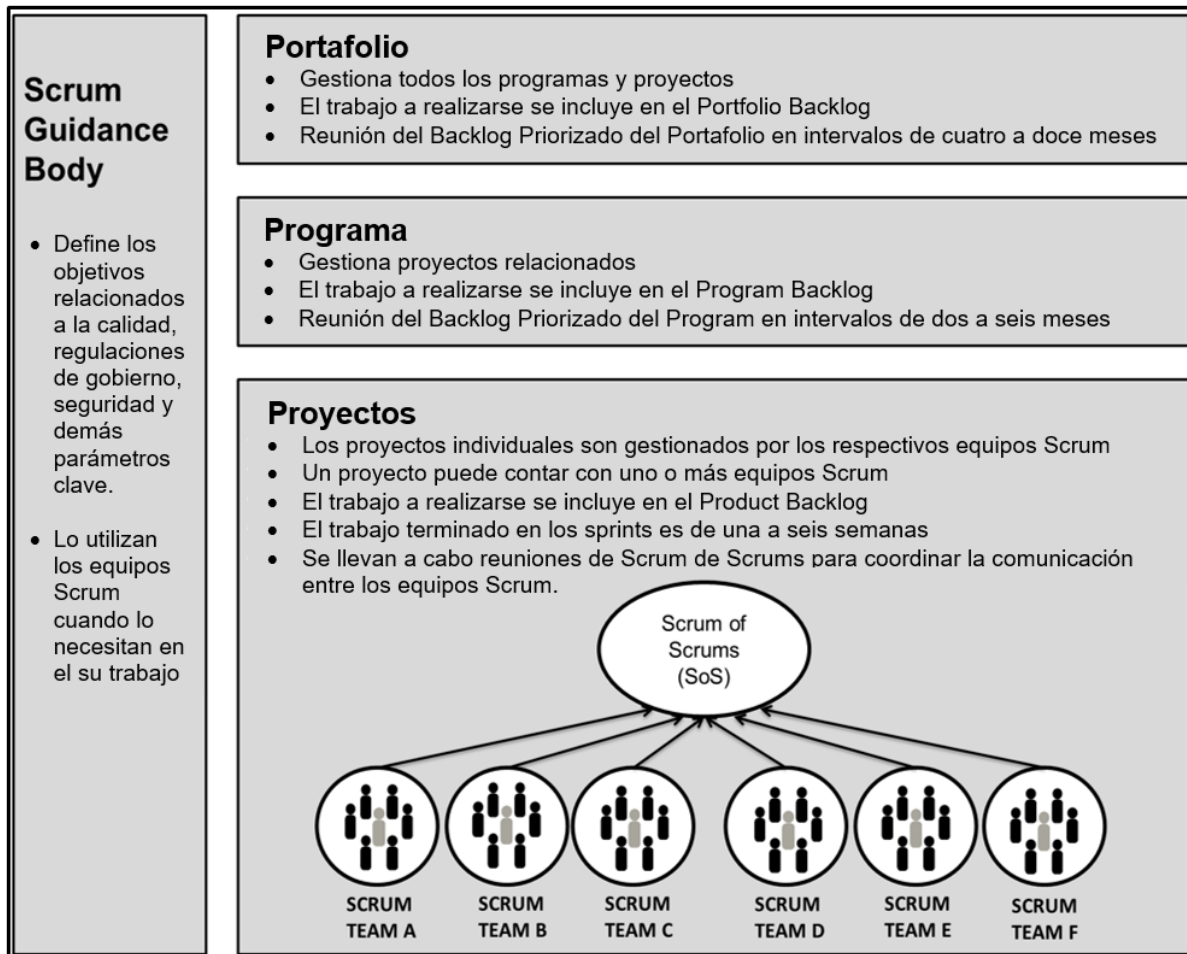 Scrum
Guidance
Body
• Define los
objetivos
relacionados
a la calidad,
regulaciones
de gobierno,
seguridad y
demás
parámetros
clave.
• Lo utilizan
los equipos
Scrum
cuando lo
necesitan en
el su trabajo
Portafolio
• Gestiona todos los programas y proyectos
• El trabajo a realizarse se incluye en el Portfolio Backlog
• Reunión del Backlog Priorizado del Portafolio en intervalos de cuatro a doce meses
Programa
• Gestiona proyectos relacionados
• El trabajo a realizarse se incluye en el Program Backlog
• Reunión del Backlog Priorizado del Program en intervalos de dos a seis meses
Proyectos
• Los proyectos individuales son gestionados por los respectivos equipos Scrum
• Un proyecto puede contar con uno o más equipos Scrum
• El trabajo a realizarse se incluye en el Product Backlog
• El trabajo terminado en los sprints es de una a seis semanas
• Se llevan a cabo reuniones de Scrum de Scrums para coordinar la comunicación
entre los equipos Scrum.
Scrum of
Scrums
(SoS)
SCRUM
TEAM A
SCRUM
TEAM B
SCRUM
TEAM C
SCRUM
TEAM D
SCRUM
TEAM E
SCRUM
TEAM F